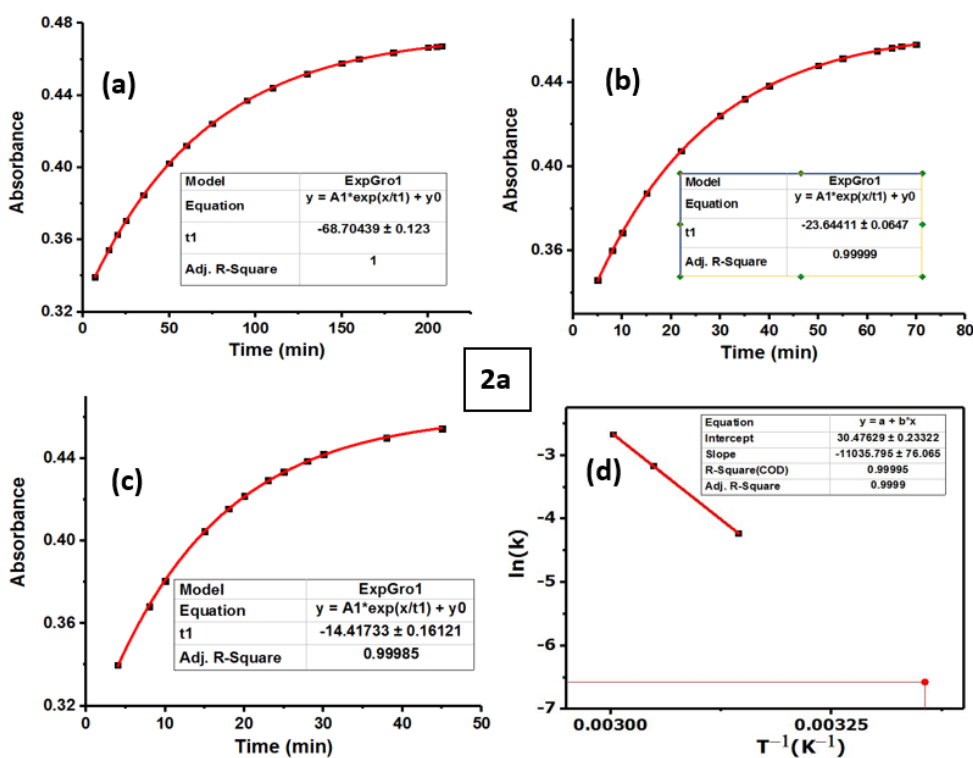 (a)
0.48
0.44
0.40
0.36
0.32
Absorbance
Model ExpGro1
Equation y = A1*exp(x/t1) + y0
t1 -68.70439 ± 0.123
Adj. R-Square 1
0 50 100 150 200
Time (min)
(b)
0.44
0.40
0.36
Absorbance
Model ExpGro1
Equation y = A1*exp(x/t1) + y0
t1 -23.64411 ± 0.0647
Adj. R-Square 0.99999
0 10 20 30 40 50 60 70 80
Time (min)
2a
(c)
0.44
0.40
0.36
0.32
Absorbance
Model ExpGro1
Equation y = A1*exp(x/t1) + y0
t1 -14.41733 ± 0.16121
Adj. R-Square 0.99985
0 10 20 30 40 50
Time (min)
(d)
-3
-4
-5
-6
-7
ln(k)
Equation y = a + b*x
Intercept 30.47629 ± 0.23322
Slope -11035.795 ± 76.065
R-Square(COD) 0.99995
Adj. R-Square 0.9999
0.00300 0.00325
T⁻¹(K⁻¹)